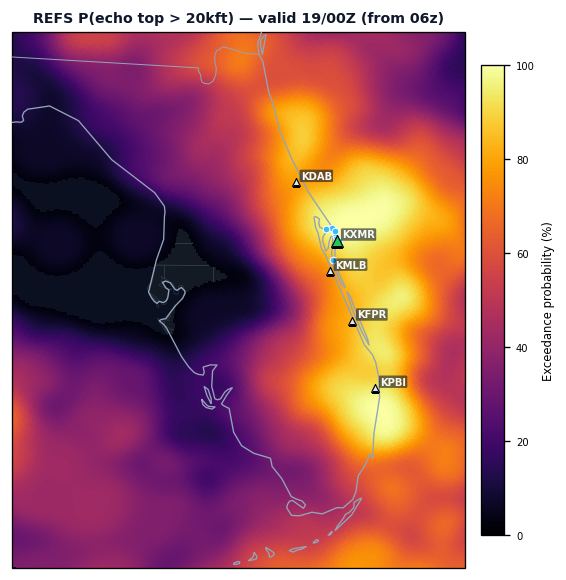 REFS P(echo top > 20kft) — valid 19/00Z (from 06z)
KDAB
KXMR
KMLB
KFPR
KPBI
100
80
60
40
20
0
Exceedance probability (%)